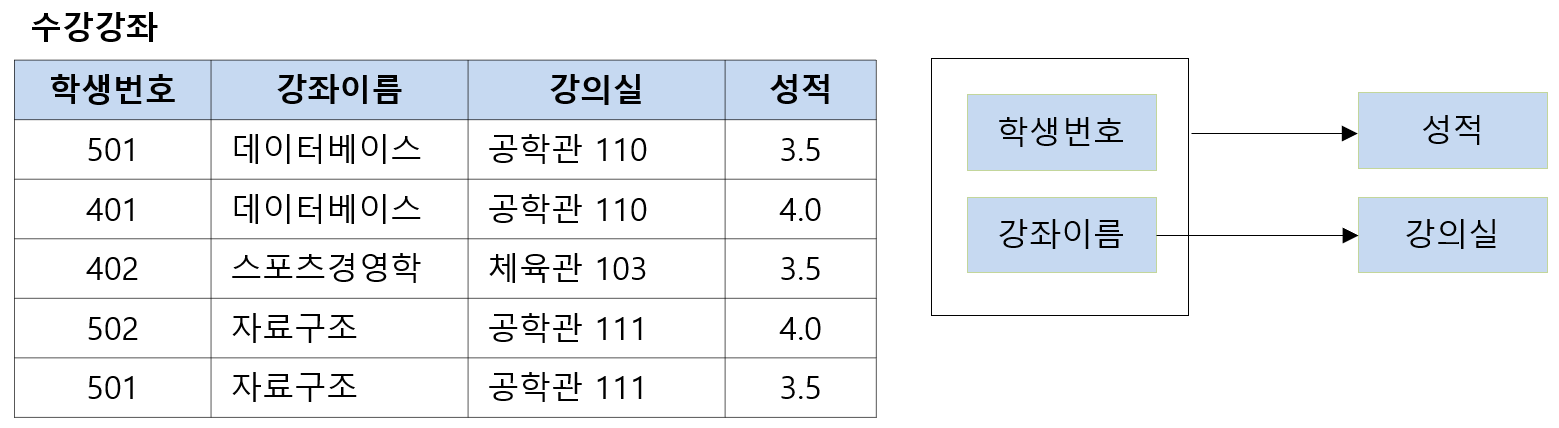 수강강좌
학생번호 강좌이름 강의실 성적
501 데이터베이스 공학관 110 3.5
401 데이터베이스 공학관 110 4.0
402 스포츠경영학 체육관 103 3.5
502 자료구조 공학관 111 4.0
501 자료구조 공학관 111 3.5
학생번호 성적
강좌이름 강의실